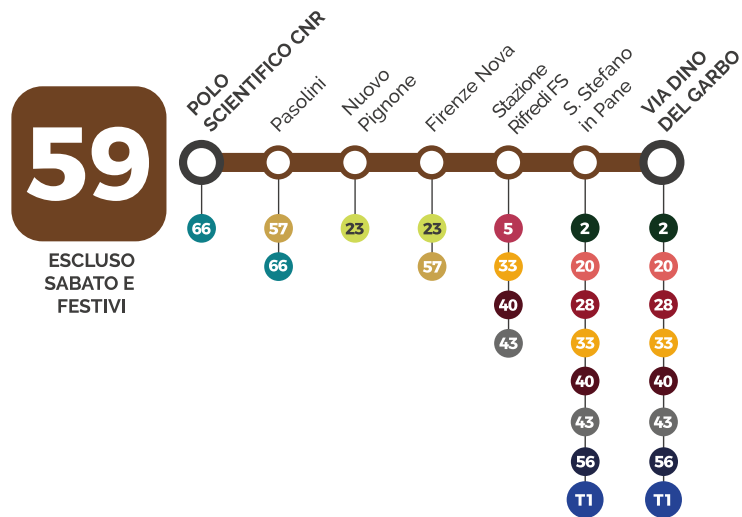 59
ESCLUSO
SABATO E
FESTIVI
POLO
SCIENTIFICO CNR
Pasolini
Nuovo
Pignone
Firenze Nova
Stazione
Rifredi FS
S. Stefano
in Pane
VIA DINO
DEL GARBO
66
57
66
23
23
57
5
33
40
43
2
20
28
33
40
43
56
T1
2
20
28
33
40
43
56
T1